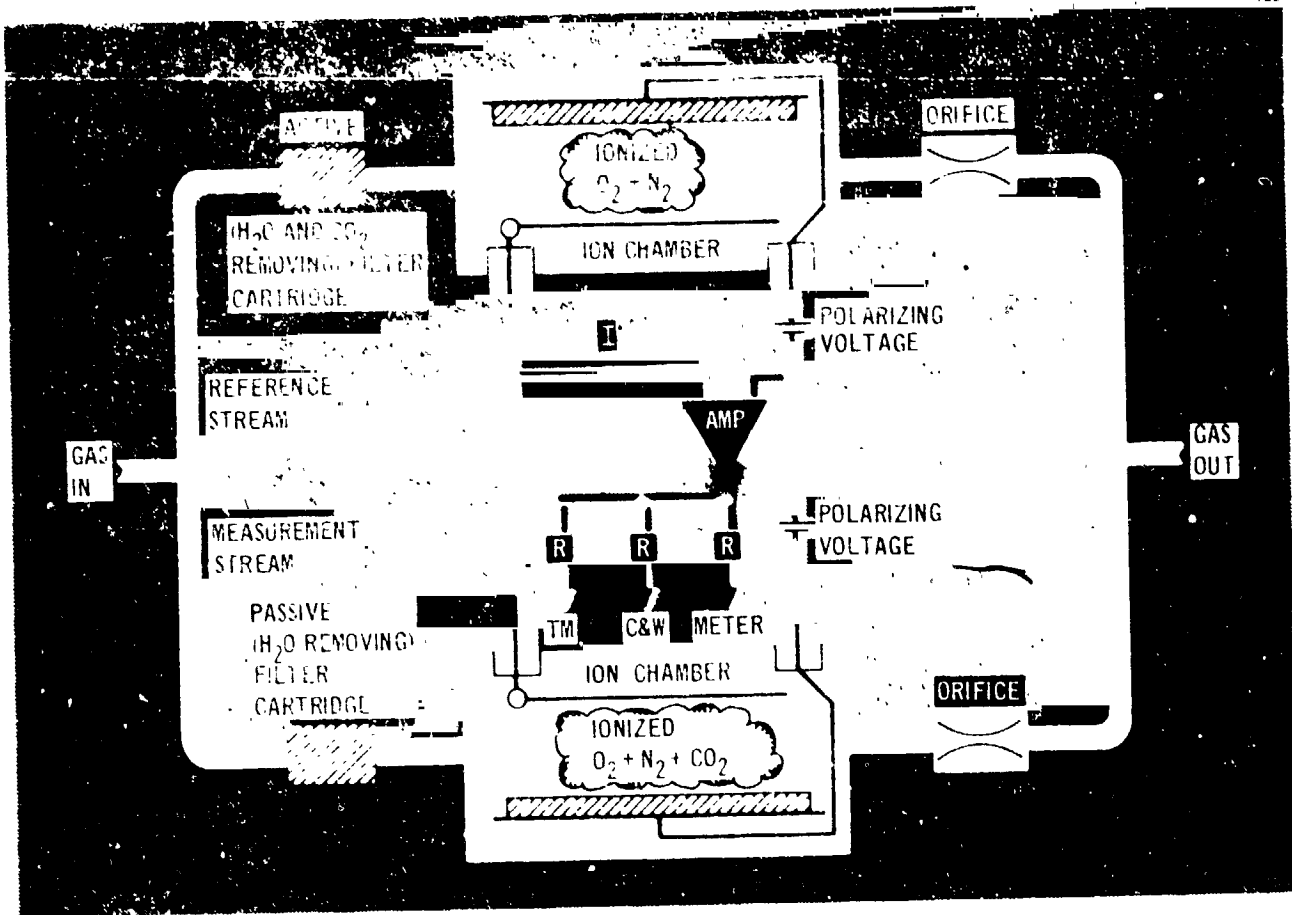 ACTIVE
(H₂O AND CO₂
REMOVING) FILTER
CARTRIDGE
IONIZED
O₂ + N₂
ION CHAMBER
ORIFICE
I
POLARIZING
VOLTAGE
REFERENCE
STREAM
AMP
GAS
IN
GAS
OUT
MEASUREMENT
STREAM
R
R
R
POLARIZING
VOLTAGE
PASSIVE
(H₂O REMOVING)
FILTER
CARTRIDGE
TM
C&W
METER
ION CHAMBER
IONIZED
O₂ + N₂ + CO₂
ORIFICE